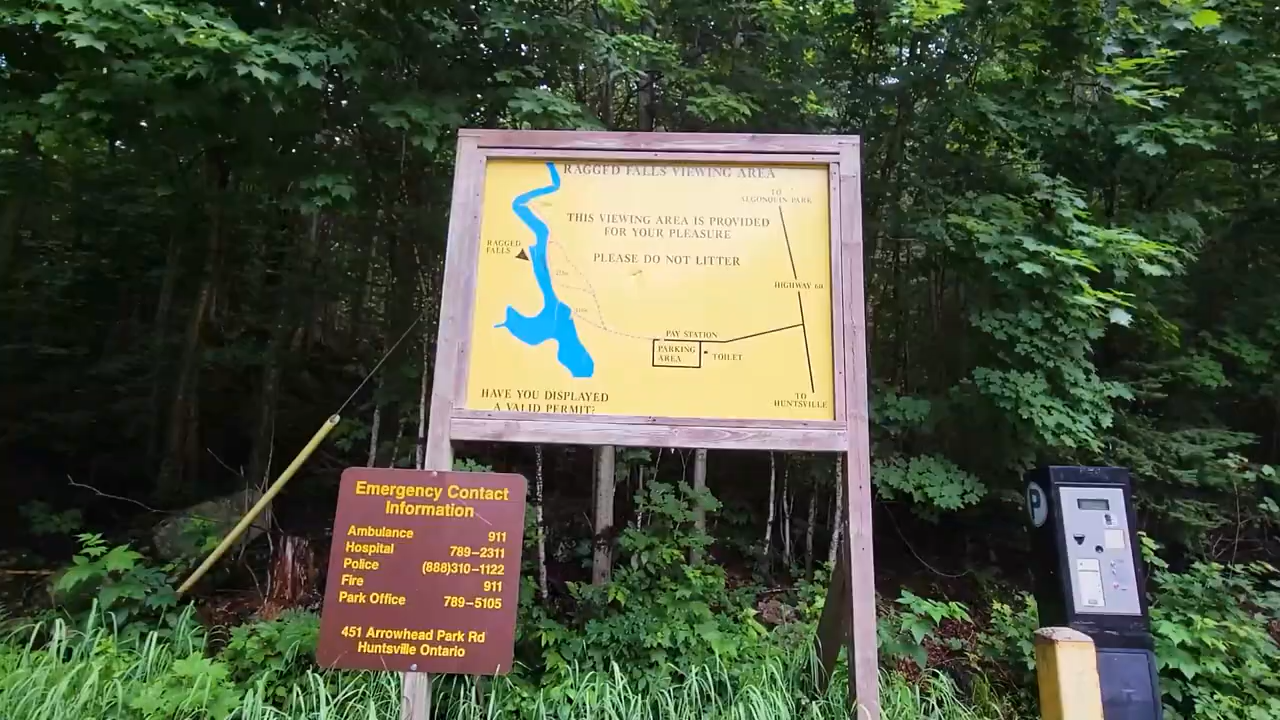 RAGGED FALLS VIEWING AREA
TO
ALGONQUIN PARK
THIS VIEWING AREA IS PROVIDED
FOR YOUR PLEASURE
PLEASE DO NOT LITTER
RAGGED
FALLS
HIGHWAY 60
PAY STATION
PARKING
AREA
TOILET
TO
HUNTSVILLE
HAVE YOU DISPLAYED
A VALID PERMIT?
Emergency Contact
Information
Ambulance 911
Hospital 789-2311
Police (888)310-1122
Fire 911
Park Office 789-5105
451 Arrowhead Park Rd
Huntsville Ontario
P